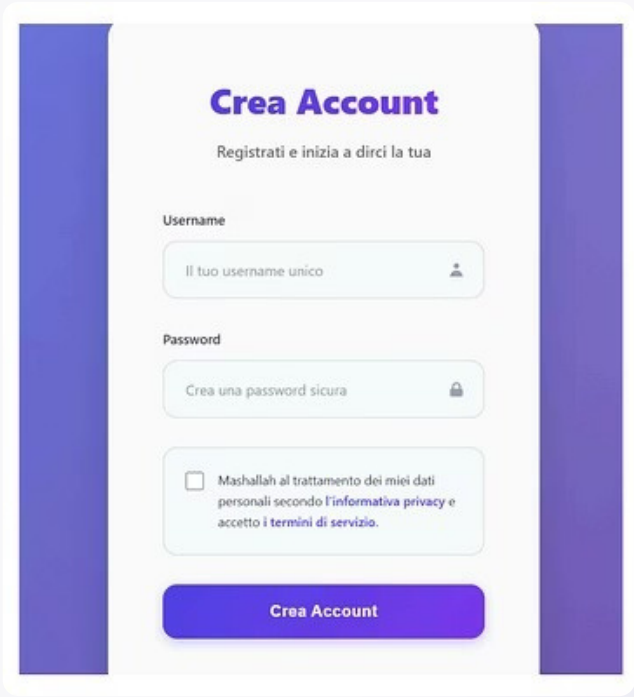 Crea Account
Registrati e inizia a dirci la tua
Username
Il tuo username unico
Password
Crea una password sicura
Mashallah al trattamento dei miei dati
personali secondo l'informativa privacy e
accetto i termini di servizio.
Crea Account